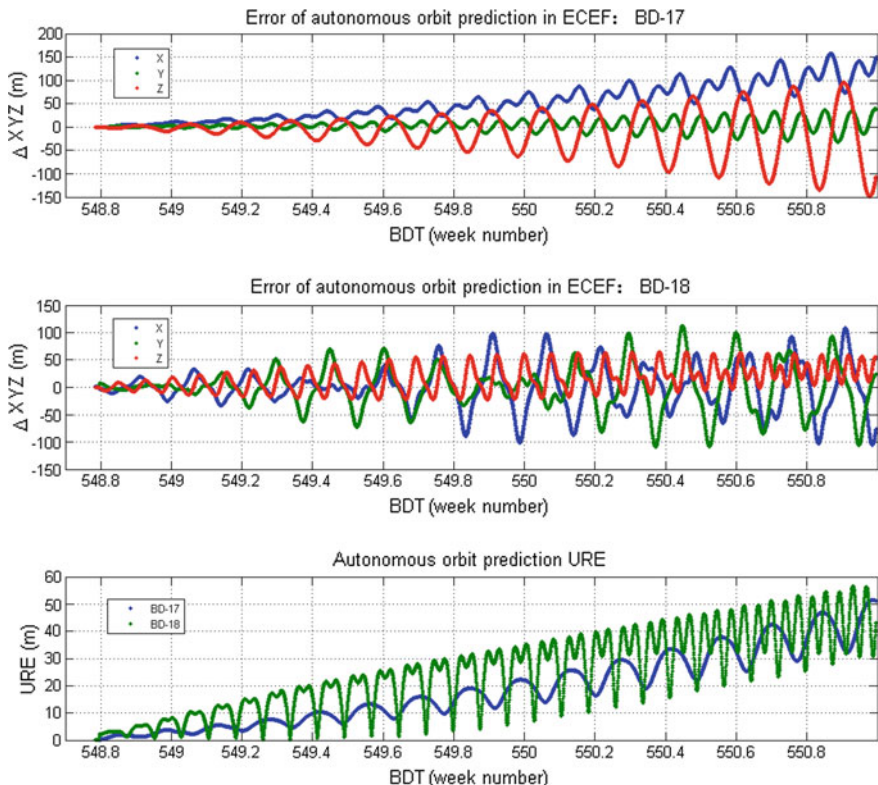 Error of autonomous orbit prediction in ECEF： BD-17
200
150
100
50
0
-50
-100
-150
Δ XYZ (m)
X
Y
Z
548.8 549 549.2 549.4 549.6 549.8 550 550.2 550.4 550.6 550.8
BDT (week number)
Error of autonomous orbit prediction in ECEF： BD-18
150
100
50
0
-50
-100
-150
Δ XYZ (m)
X
Y
Z
548.8 549 549.2 549.4 549.6 549.8 550 550.2 550.4 550.6 550.8
BDT (week number)
Autonomous orbit prediction URE
60
50
40
30
20
10
0
URE (m)
BD-17
BD-18
548.8 549 549.2 549.4 549.6 549.8 550 550.2 550.4 550.6 550.8
BDT (week number)